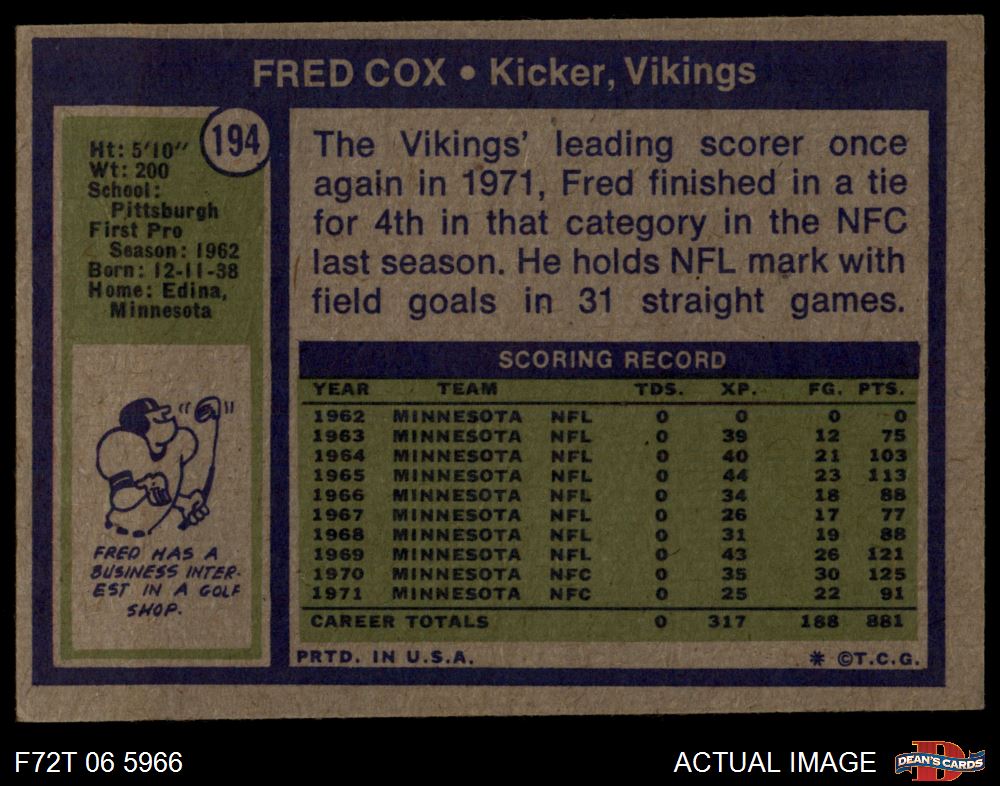 FRED COX • Kicker, Vikings
194
Ht: 5'10"
Wt: 200
School:
Pittsburgh
First Pro
Season: 1962
Born: 12-11-38
Home: Edina,
Minnesota
FRED HAS A
BUSINESS INTER-
EST IN A GOLF
SHOP.
The Vikings' leading scorer once
again in 1971, Fred finished in a tie
for 4th in that category in the NFC
last season. He holds NFL mark with
field goals in 31 straight games.
SCORING RECORD
YEAR TEAM TDS. XP. FG. PTS.
1962 MINNESOTA NFL 0 0 0 0
1963 MINNESOTA NFL 0 39 12 75
1964 MINNESOTA NFL 0 40 21 103
1965 MINNESOTA NFL 0 44 23 113
1966 MINNESOTA NFL 0 34 18 88
1967 MINNESOTA NFL 0 26 17 77
1968 MINNESOTA NFL 0 31 19 88
1969 MINNESOTA NFL 0 43 26 121
1970 MINNESOTA NFC 0 35 30 125
1971 MINNESOTA NFC 0 25 22 91
CAREER TOTALS 0 317 188 881
PRTD. IN U.S.A. * ©T.C.G.
F72T 06 5966 ACTUAL IMAGE
D
DEAN'S CARDS